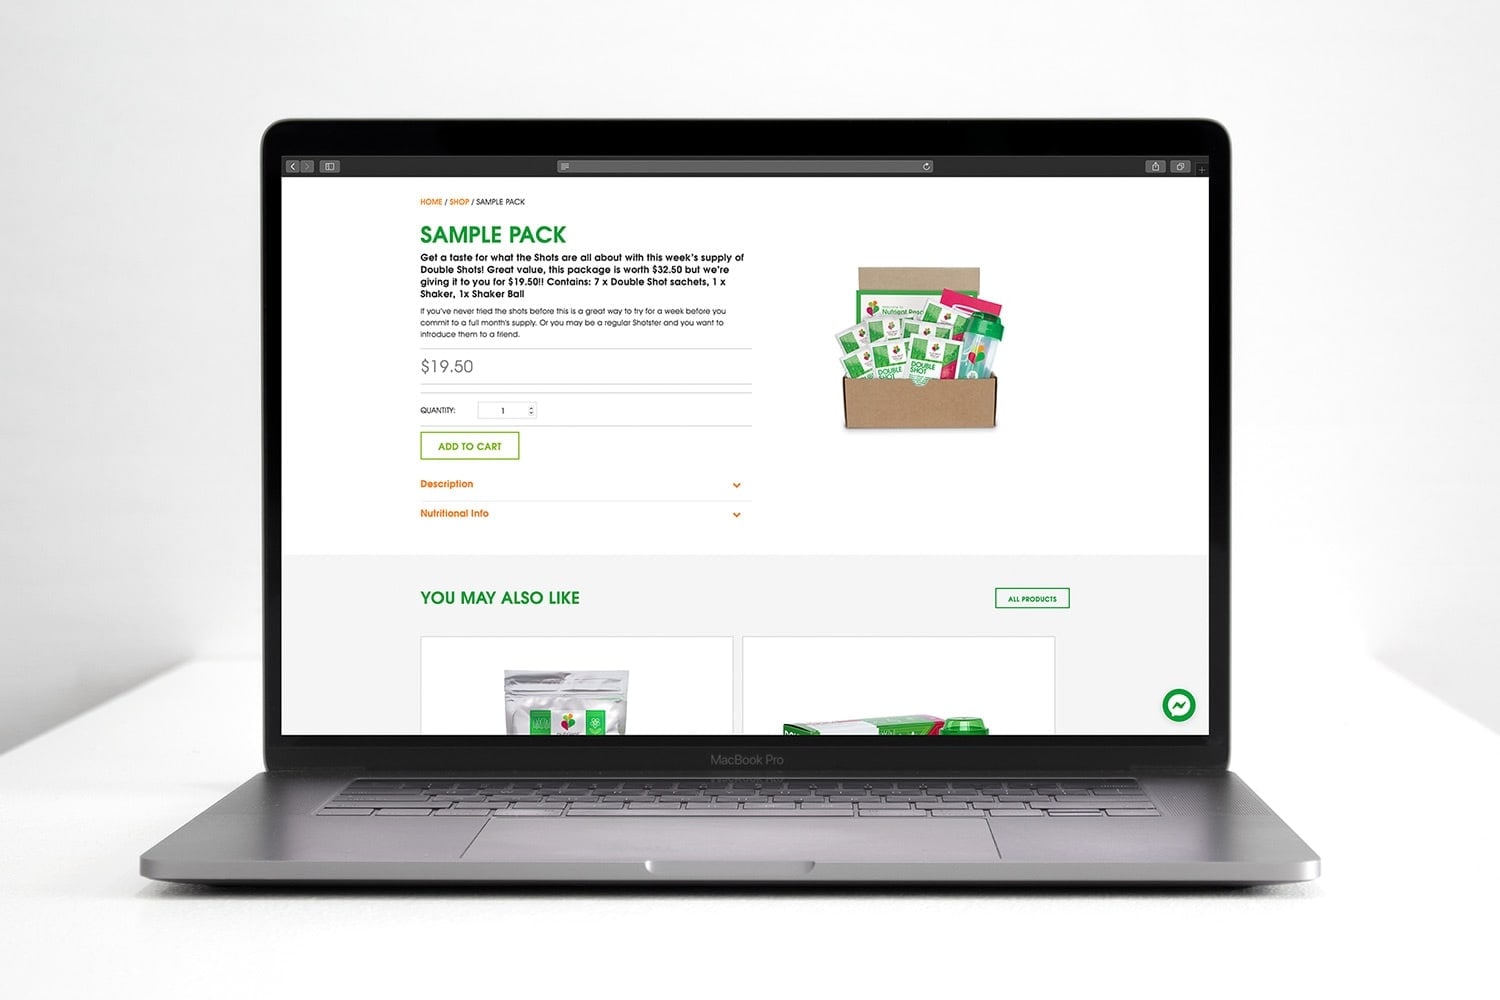 HOME / SHOP / SAMPLE PACK
SAMPLE PACK
Get a taste for what the Shots are all about with this week's supply of
Double Shots! Great value, this package is worth $32.50 but we're
giving it to you for $19.50!! Contains: 7 x Double Shot sachets, 1 x
Shaker, 1x Shaker Ball
If you've never tried the shots before this is a great way to try for a week before you
commit to a full month's supply. Or you may be a regular Shotster and you want to
introduce them to a friend.
$19.50
QUANTITY: 1
ADD TO CART
Description
Nutritional Info
Nutrient
DOUBLE
SHOT
DOUBLE
SHOT
YOU MAY ALSO LIKE
ALL PRODUCTS
MacBook Pro